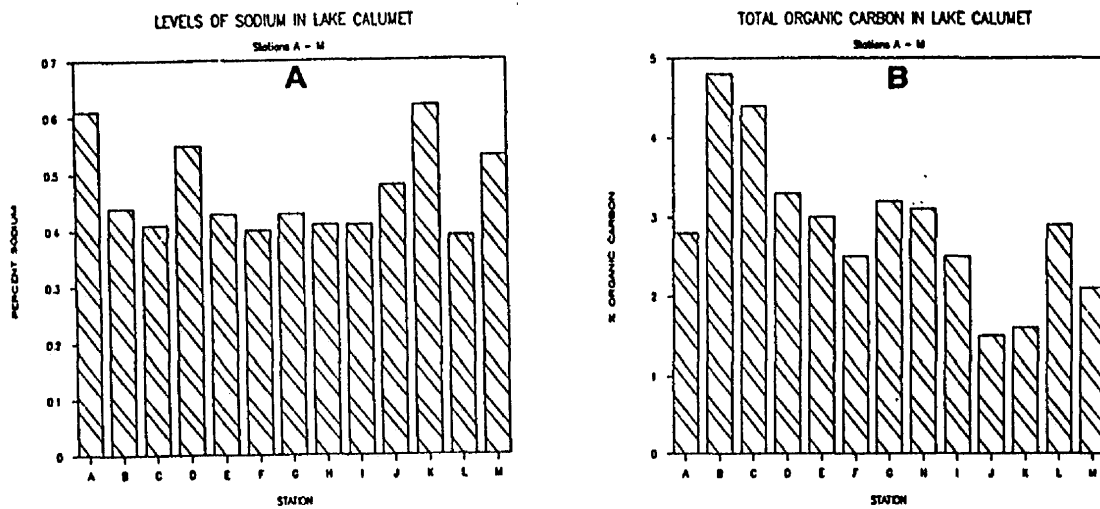 LEVELS OF SODIUM IN LAKE CALUMET
Stations A - M
A
0.7
0.6
0.5
0.4
0.3
0.2
0.1
0
PERCENT SODIUM
A B C D E F G H I J K L M
STATION
TOTAL ORGANIC CARBON IN LAKE CALUMET
Stations A - M
B
5
4
3
2
1
0
% ORGANIC CARBON
A B C D E F G H I J K L M
STATION